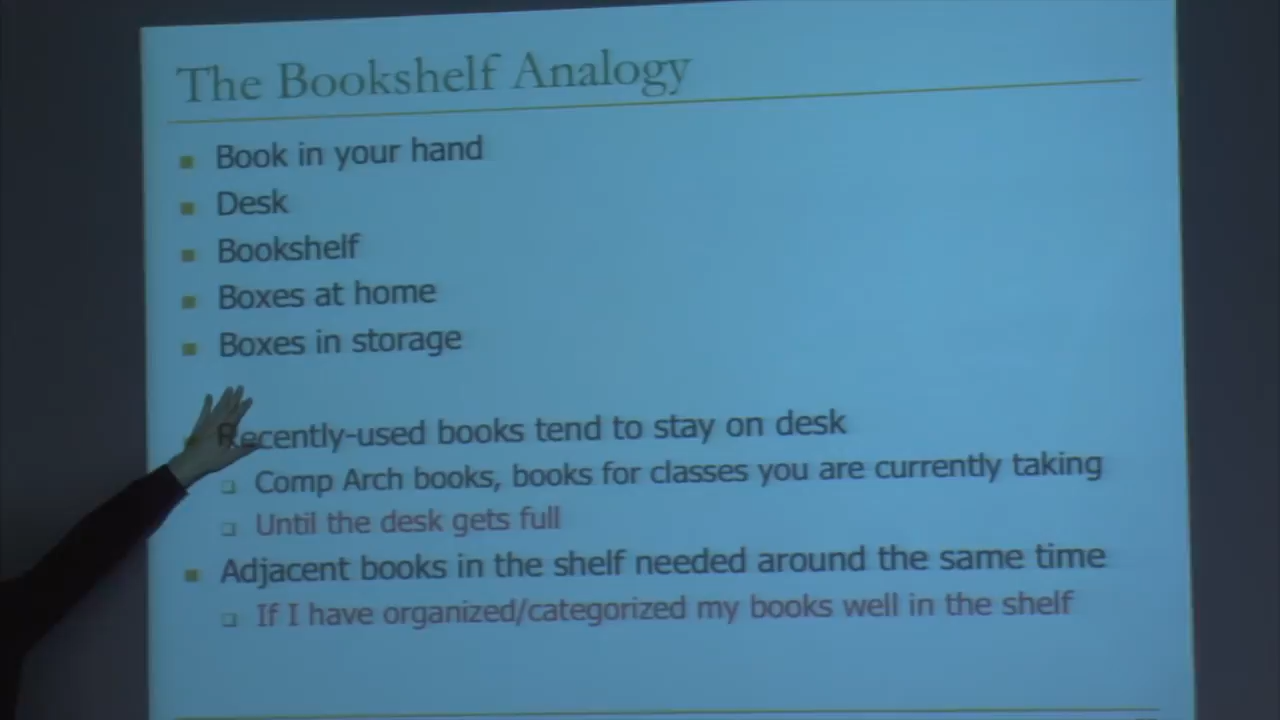 The Bookshelf Analogy
Book in your hand
Desk
Bookshelf
Boxes at home
Boxes in storage
Recently-used books tend to stay on desk
Comp Arch books, books for classes you are currently taking
Until the desk gets full
Adjacent books in the shelf needed around the same time
If I have organized/categorized my books well in the shelf